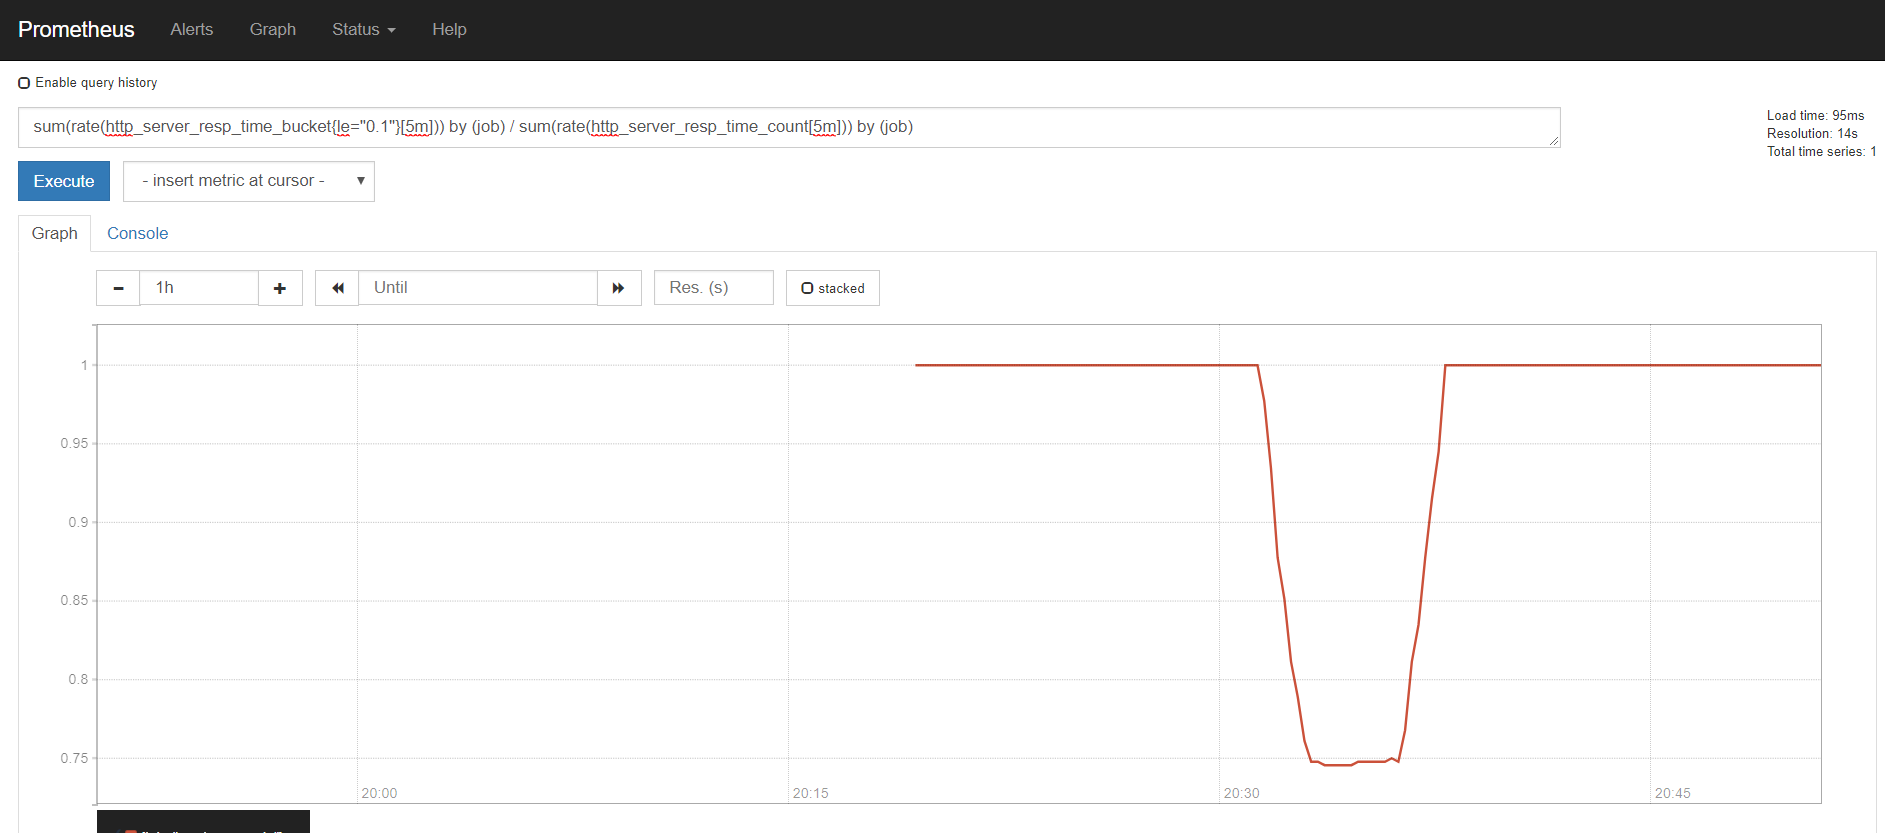 Prometheus Alerts Graph Status Help
Enable query history
sum(rate(http_server_resp_time_bucket{le="0.1"}[5m])) by (job) / sum(rate(http_server_resp_time_count[5m])) by (job)
Load time: 95ms
Resolution: 14s
Total time series: 1
Execute - insert metric at cursor -
Graph Console
1h Until Res. (s) stacked
1
0.95
0.9
0.85
0.8
0.75
20:00 20:15 20:30 20:45